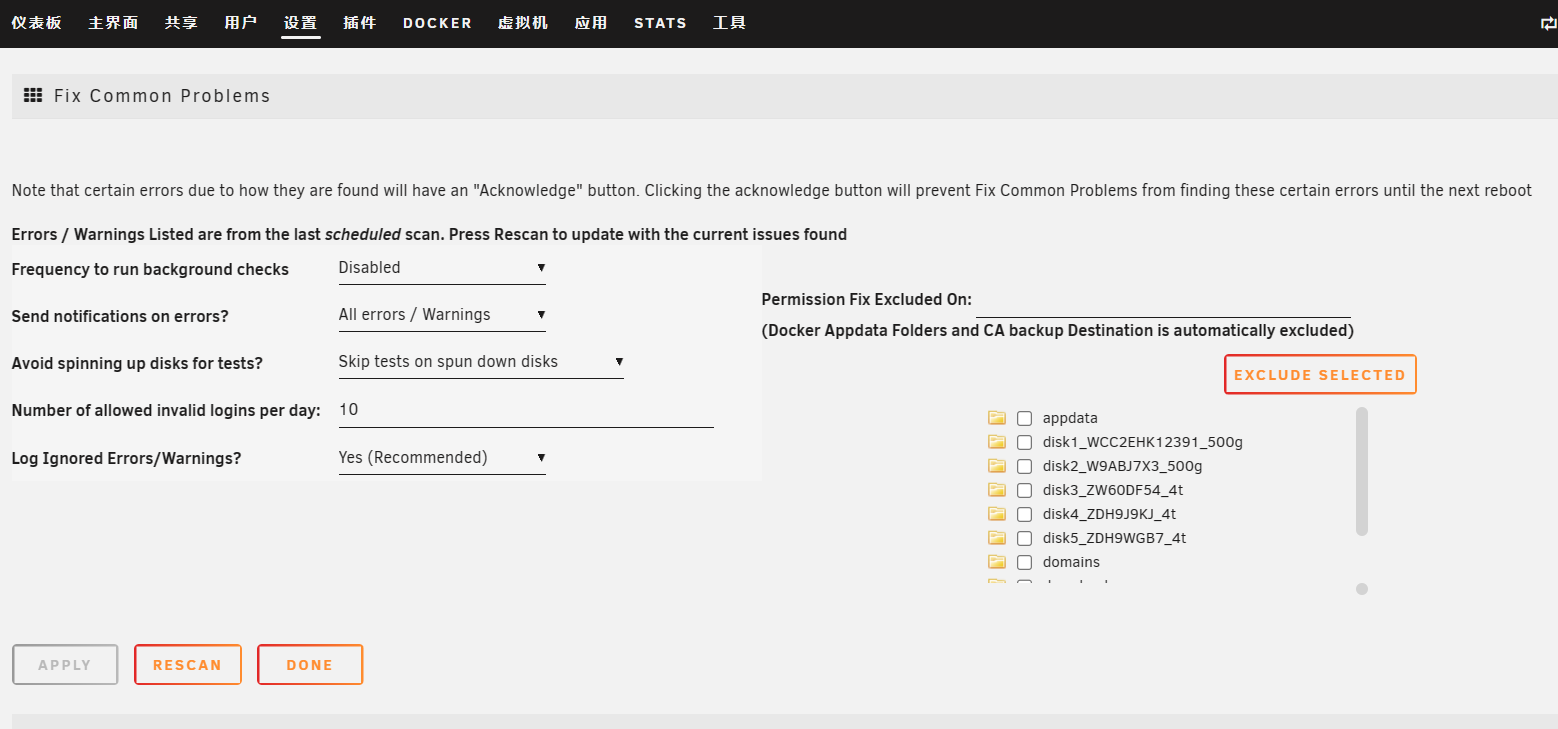 仪表板 主界面 共享 用户 设置 插件 DOCKER 虚拟机 应用 STATS 工具
Fix Common Problems
Note that certain errors due to how they are found will have an "Acknowledge" button. Clicking the acknowledge button will prevent Fix Common Problems from finding these certain errors until the next reboot
Errors / Warnings Listed are from the last scheduled scan. Press Rescan to update with the current issues found
Frequency to run background checks Disabled
Send notifications on errors? All errors / Warnings
Avoid spinning up disks for tests? Skip tests on spun down disks
Number of allowed invalid logins per day: 10
Log Ignored Errors/Warnings? Yes (Recommended)
Permission Fix Excluded On:
(Docker Appdata Folders and CA backup Destination is automatically excluded)
EXCLUDE SELECTED
appdata
disk1_WCC2EHK12391_500g
disk2_W9ABJ7X3_500g
disk3_ZW60DF54_4t
disk4_ZDH9J9KJ_4t
disk5_ZDH9WGB7_4t
domains
APPLY RESCAN DONE